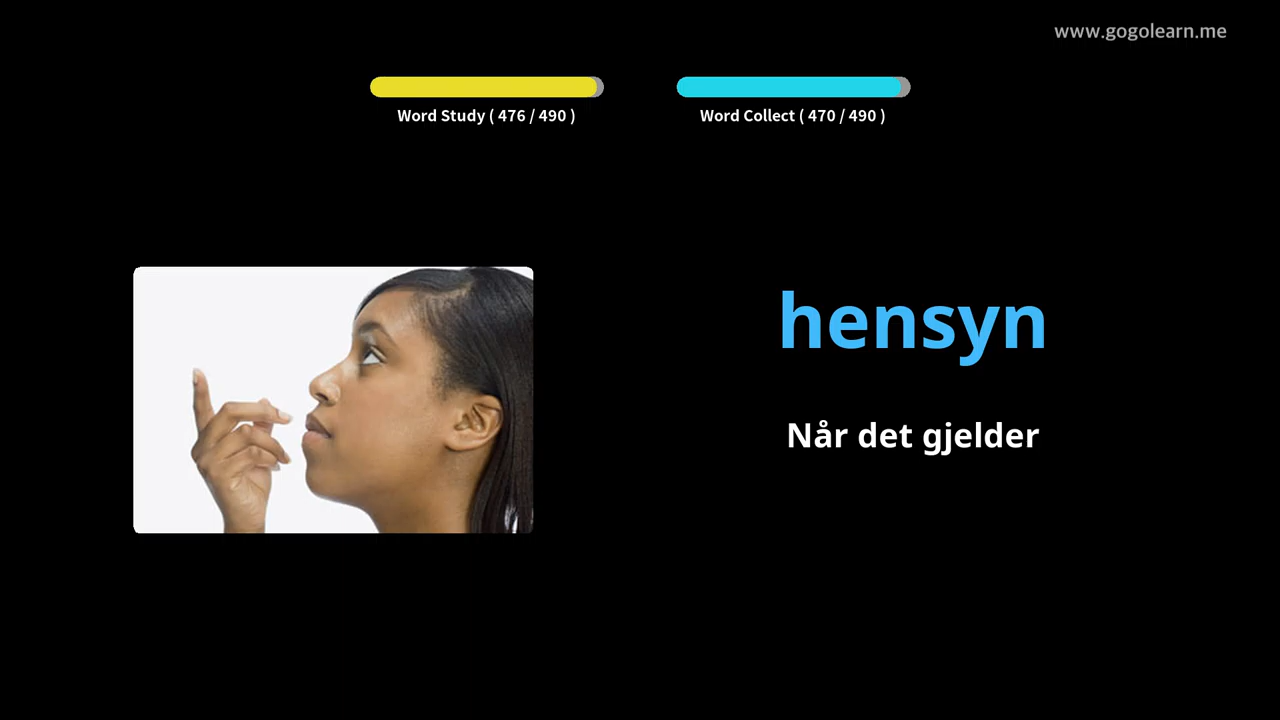 www.gogolearn.me
Word Study ( 476 / 490 )
Word Collect ( 470 / 490 )
hensyn
Når det gjelder